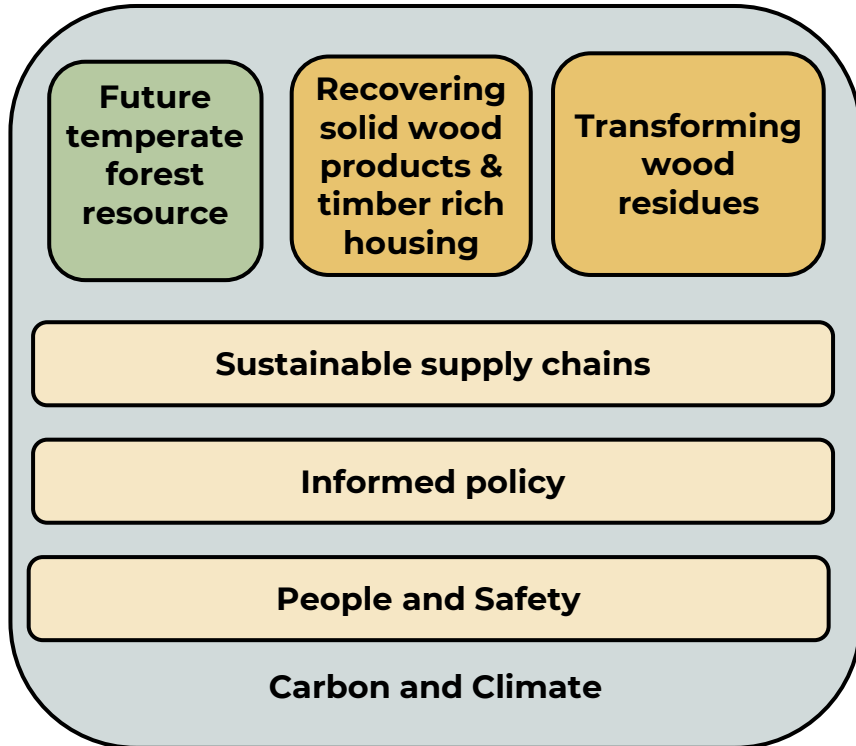 Future
temperate
forest
resource
Recovering
solid wood
products &
timber rich
housing
Transforming
wood
residues
Sustainable supply chains
Informed policy
People and Safety
Carbon and Climate